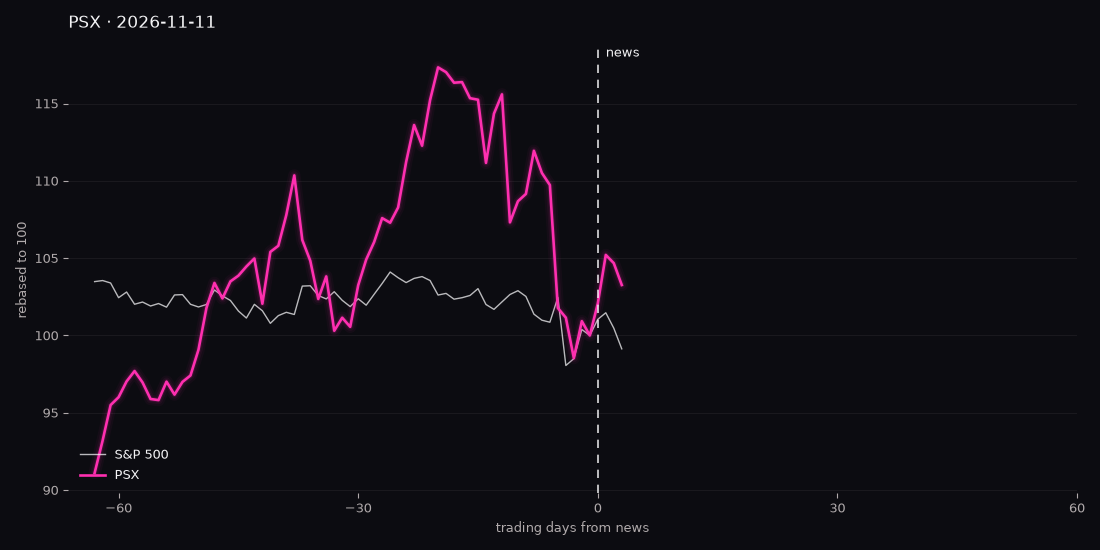 PSX · 2026-11-11
news
115
110
105
100
95
90
rebased to 100
S&P 500
PSX
−60
−30
0
30
60
trading days from news